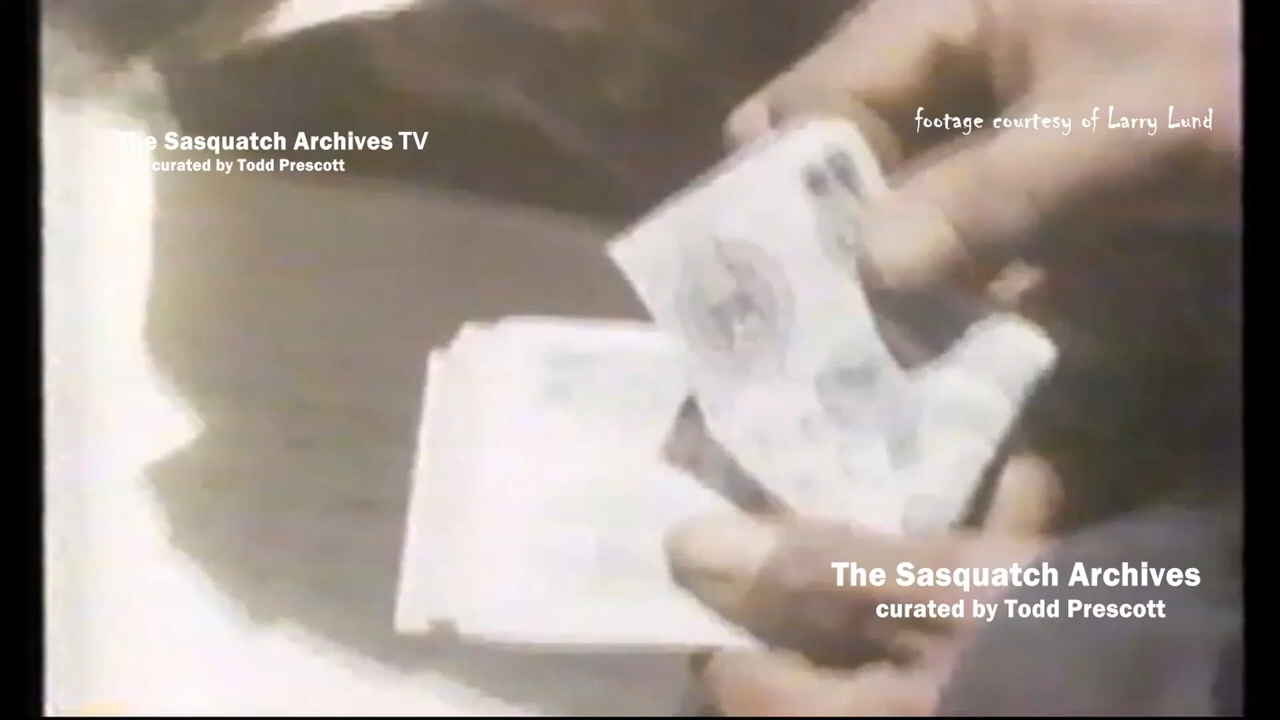 The Sasquatch Archives TV
curated by Todd Prescott
footage courtesy of Larry Lund
The Sasquatch Archives
curated by Todd Prescott